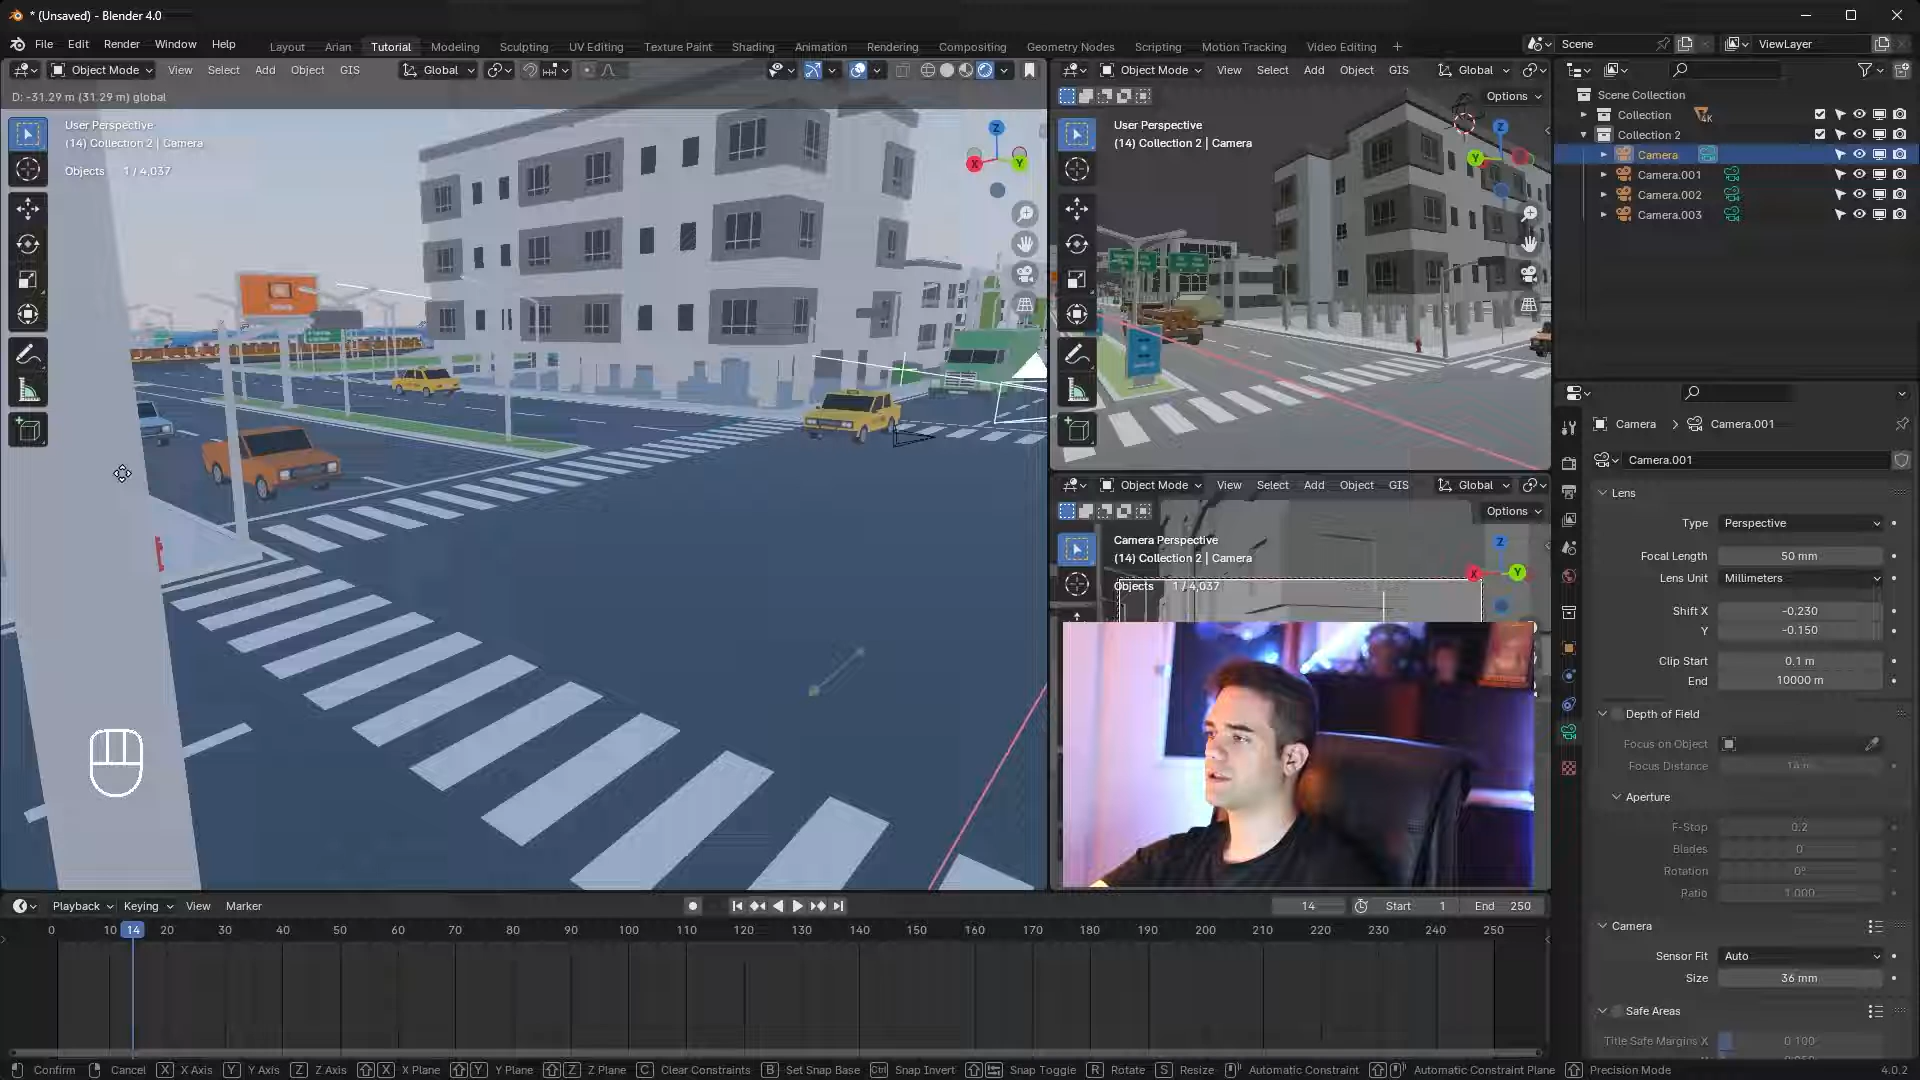 * (Unsaved) - Blender 4.0
File Edit Render Window Help
Layout Arian Tutorial Modeling Sculpting UV Editing Texture Paint Shading Animation Rendering Compositing Geometry Nodes Scripting Motion Tracking Video Editing +
Scene
ViewLayer
Object Mode View Select Add Object GIS Global
D: -31.29 m (31.29 m) global
User Perspective
(14) Collection 2 | Camera
Objects 1 / 4,037
Z
X
Y
Object Mode View Select Add Object GIS Global
Options
User Perspective
(14) Collection 2 | Camera
Z
Y
Object Mode View Select Add Object GIS Global
Options
Camera Perspective
(14) Collection 2 | Camera
Objects 1 / 4,037
Z
X
Y
Scene Collection
Collection
Collection 2
Camera
Camera.001
Camera.002
Camera.003
Camera > Camera.001
Camera.001
Lens
Type Perspective
Focal Length 50 mm
Lens Unit Millimeters
Shift X -0.230
Y -0.150
Clip Start 0.1 m
End 10000 m
Depth of Field
Focus on Object
Focus Distance
Aperture
F-Stop 0.2
Blades 0
Rotation 0°
Ratio 1.000
Camera
Sensor Fit Auto
Size 36 mm
Safe Areas
Title Safe Margins X 0.100
Playback Keying View Marker
14 Start 1 End 250
0 10 14 20 30 40 50 60 70 80 90 100 110 120 130 140 150 160 170 180 190 200 210 220 230 240 250
Confirm Cancel X X Axis Y Y Axis Z Z Axis X X Plane Y Y Plane Z Z Plane C Clear Constraints B Set Snap Base Ctrl Snap Invert Snap Toggle R Rotate S Resize Automatic Constraint Automatic Constraint Plane Precision Mode 4.0.2